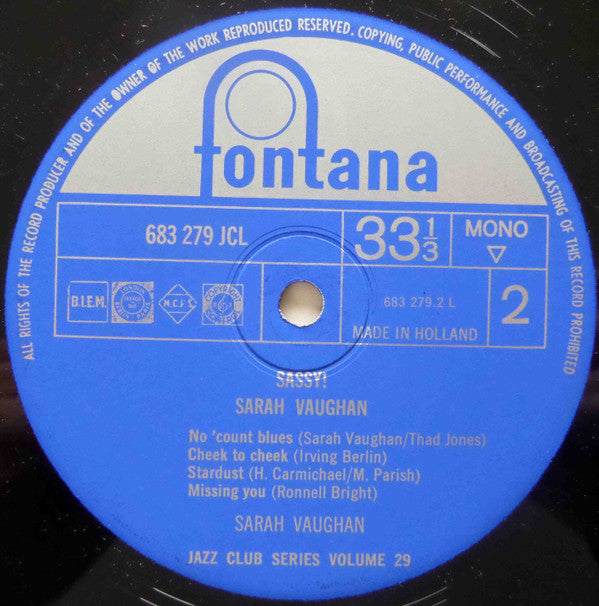 ALL RIGHTS OF THE RECORD PRODUCER AND OF THE OWNER OF THE WORK REPRODUCED RESERVED. COPYING, PUBLIC PERFORMANCE AND BROADCASTING OF THIS RECORD PROHIBITED
fontana
683 279 JCL
33 1/3
MONO
B.I.E.M.
M.C.P.S.
683 279.2 L
2
MADE IN HOLLAND
SASSY!
SARAH VAUGHAN
No 'count blues (Sarah Vaughan/Thad Jones)
Cheek to cheek (Irving Berlin)
Stardust (H. Carmichael/M. Parish)
Missing you (Ronnell Bright)
SARAH VAUGHAN
JAZZ CLUB SERIES VOLUME 29